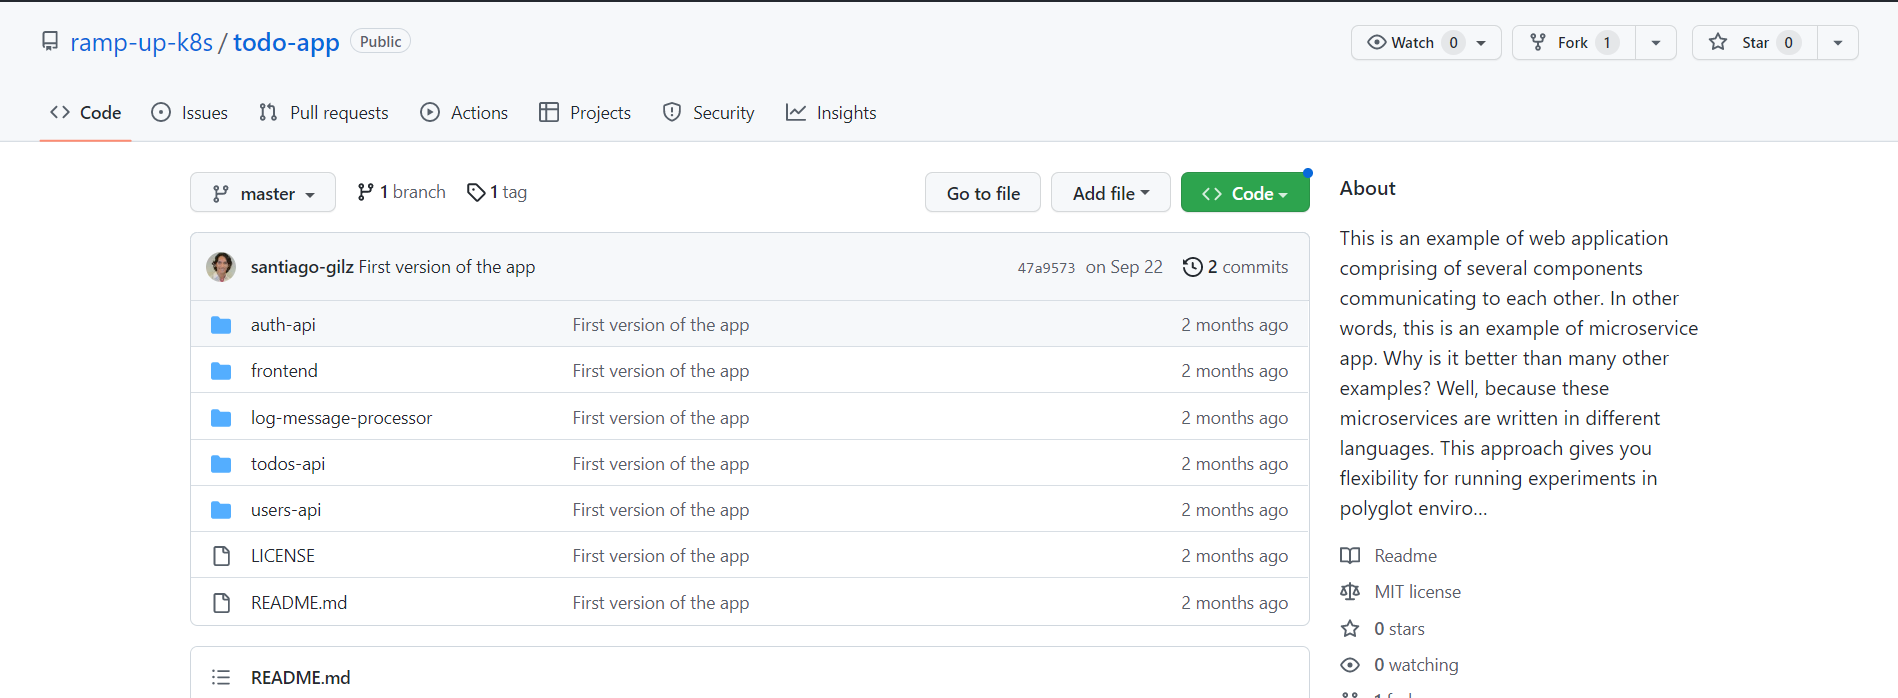 ramp-up-k8s / todo-app Public
Watch 0 Fork 1 Star 0
Code Issues Pull requests Actions Projects Security Insights
master 1 branch 1 tag Go to file Add file Code
santiago-gilz First version of the app 47a9573 on Sep 22 2 commits
auth-api First version of the app 2 months ago
frontend First version of the app 2 months ago
log-message-processor First version of the app 2 months ago
todos-api First version of the app 2 months ago
users-api First version of the app 2 months ago
LICENSE First version of the app 2 months ago
README.md First version of the app 2 months ago
README.md
About
This is an example of web application
comprising of several components
communicating to each other. In other
words, this is an example of microservice
app. Why is it better than many other
examples? Well, because these
microservices are written in different
languages. This approach gives you
flexibility for running experiments in
polyglot enviro...
Readme
MIT license
0 stars
0 watching